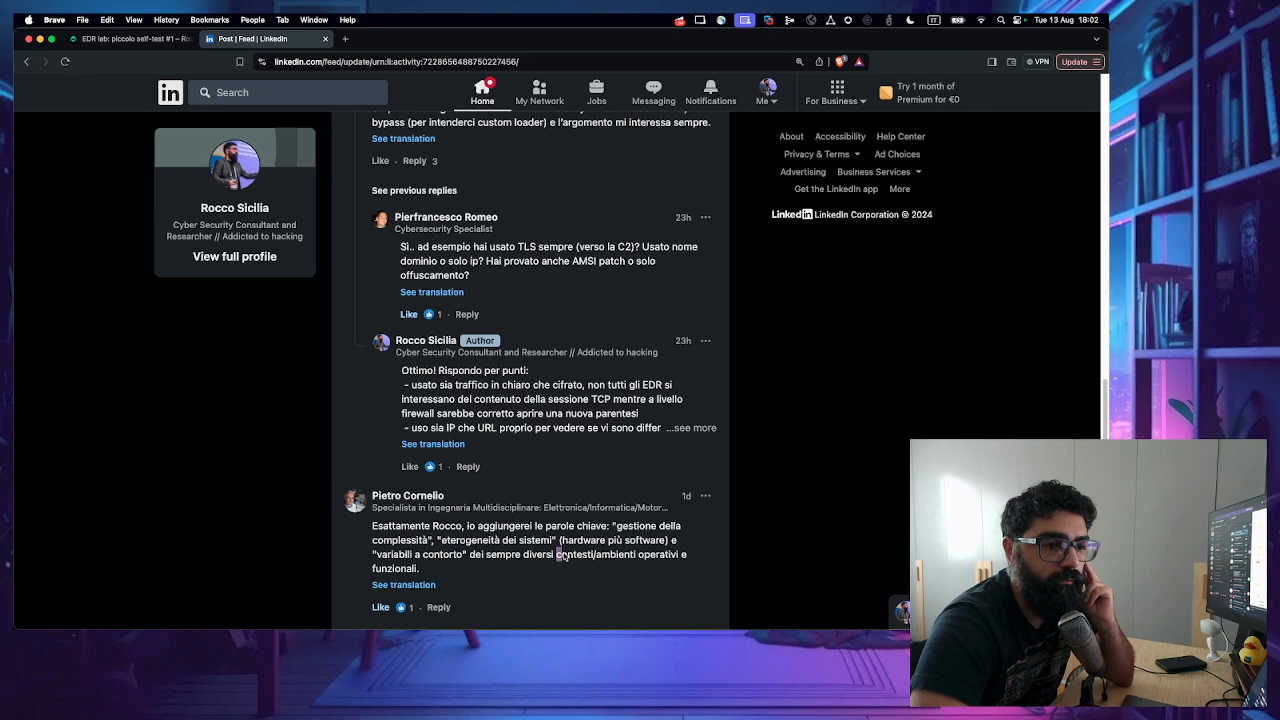 Brave File Edit View History Bookmarks People Tab Window Help
IT Tue 13 Aug 18:02
EDR lab: piccolo self-test #1 – Ro
Post | Feed | LinkedIn
linkedin.com/feed/update/urn:li:activity:7228656488750227456/
VPN
Update
in
Search
Home
My Network
Jobs
Messaging
Notifications
Me
For Business
Try 1 month of
Premium for €0
Rocco Sicilia
Cyber Security Consultant and
Researcher // Addicted to hacking
View full profile
bypass (per intenderci custom loader) e l'argomento mi interessa sempre.
See translation
Like Reply 3
See previous replies
Pierfrancesco Romeo 23h
Cybersecurity Specialist
Sì.. ad esempio hai usato TLS sempre (verso la C2)? Usato nome
dominio o solo ip? Hai provato anche AMSI patch o solo
offuscamento?
See translation
Like 1 Reply
Rocco Sicilia Author 23h
Cyber Security Consultant and Researcher // Addicted to hacking
Ottimo! Rispondo per punti:
- usato sia traffico in chiaro che cifrato, non tutti gli EDR si
interessano del contenuto della sessione TCP mentre a livello
firewall sarebbe corretto aprire una nuova parentesi
- uso sia IP che URL proprio per vedere se vi sono differ ...see more
See translation
Like 1 Reply
Pietro Cornelio 1d
Specialista in Ingegneria Multidisciplinare: Elettronica/Informatica/Motor...
Esattamente Rocco, io aggiungerei le parole chiave: "gestione della
complessità", "eterogeneità dei sistemi" (hardware più software) e
"variabili a contorto" dei sempre diversi contesti/ambienti operativi e
funzionali.
See translation
Like 1 Reply
About Accessibility Help Center
Privacy & Terms Ad Choices
Advertising Business Services
Get the LinkedIn app More
LinkedIn LinkedIn Corporation © 2024